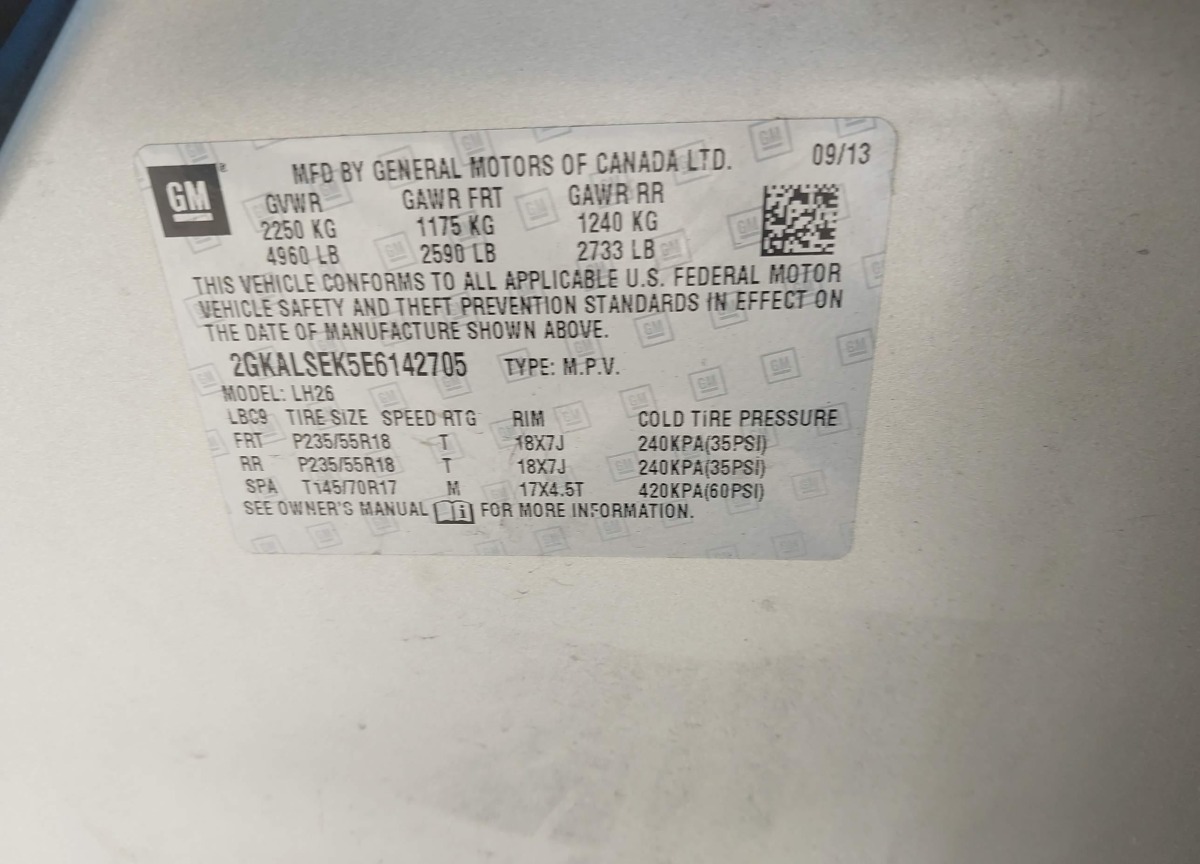 GM
MFD BY GENERAL MOTORS OF CANADA LTD. 09/13
GVWR GAWR FRT GAWR RR
2250 KG 1175 KG 1240 KG
4960 LB 2590 LB 2733 LB
THIS VEHICLE CONFORMS TO ALL APPLICABLE U.S. FEDERAL MOTOR
VEHICLE SAFETY AND THEFT PREVENTION STANDARDS IN EFFECT ON
THE DATE OF MANUFACTURE SHOWN ABOVE.
2GKALSEK5E6142705 TYPE: M.P.V.
MODEL: LH26
LBC9 TIRE SIZE SPEED RTG RIM COLD TIRE PRESSURE
FRT P235/55R18 T 18X7J 240KPA(35PSI)
RR P235/55R18 T 18X7J 240KPA(35PSI)
SPA T145/70R17 M 17X4.5T 420KPA(60PSI)
SEE OWNER'S MANUAL i FOR MORE INFORMATION.